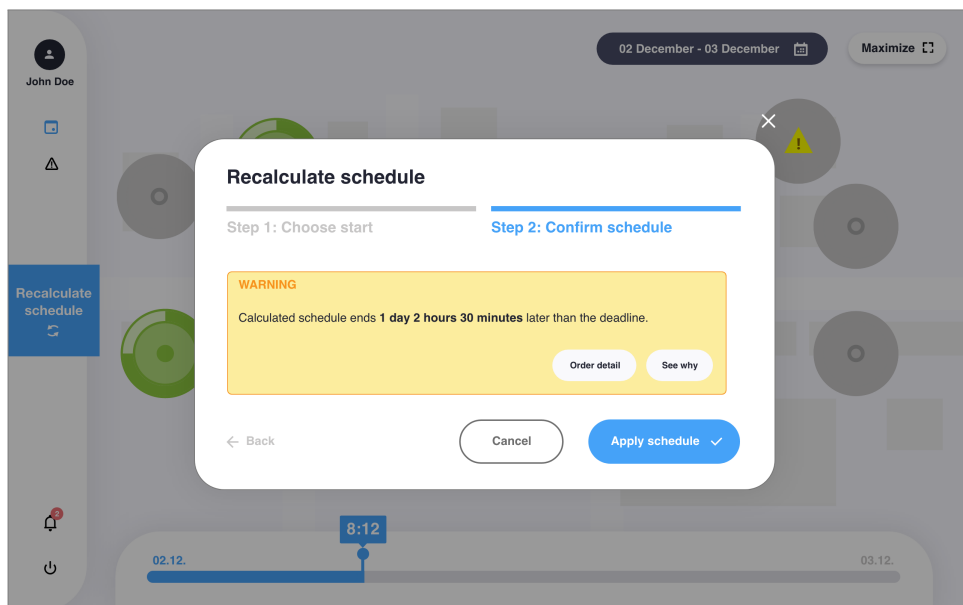 02 December - 03 December
Maximize
John Doe
Recalculate schedule
Step 1: Choose start
Step 2: Confirm schedule
Recalculate
schedule
WARNING
Calculated schedule ends 1 day 2 hours 30 minutes later than the deadline.
Order detail
See why
Back
Cancel
Apply schedule
2
8:12
02.12.
03.12.